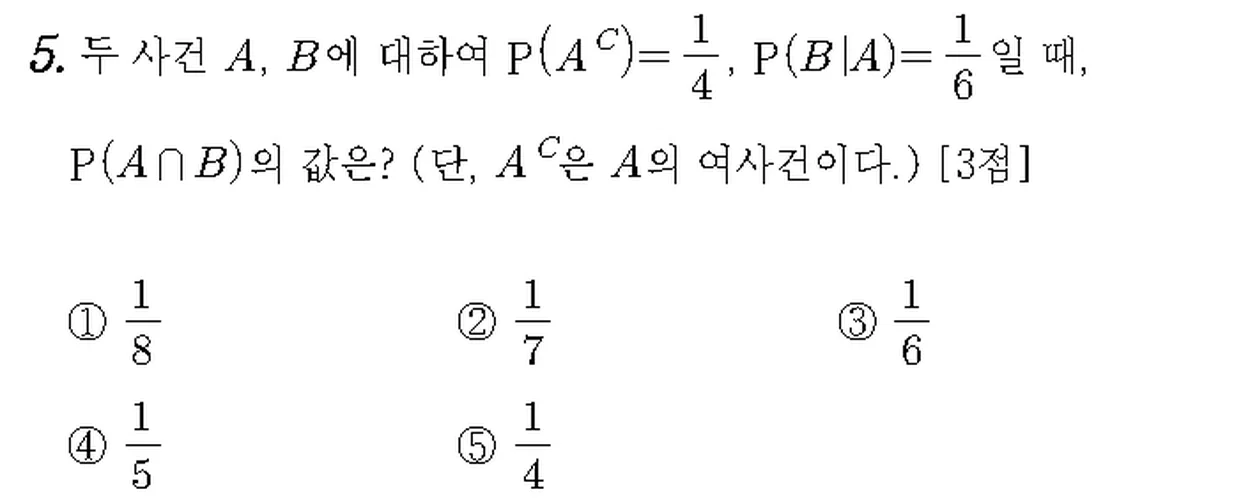 5. 두 사건 A, B에 대하여 P(A^C)=1/4, P(B|A)=1/6일 때,
P(A∩B)의 값은? (단, A^C은 A의 여사건이다.) [3점]
① 1/8 ② 1/7 ③ 1/6
④ 1/5 ⑤ 1/4